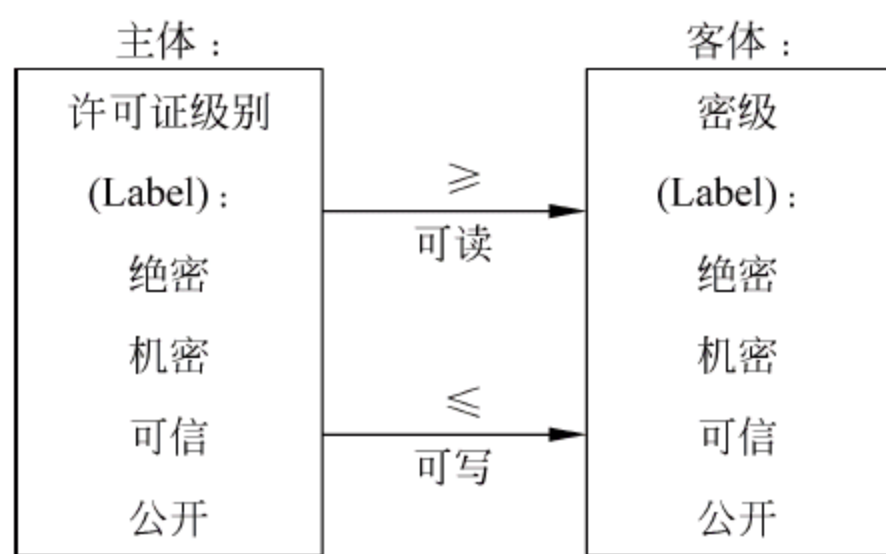 主体：
客体：
许可证级别
(Label)：
绝密
机密
可信
公开
≥
可读
≤
可写
密级
(Label)：
绝密
机密
可信
公开